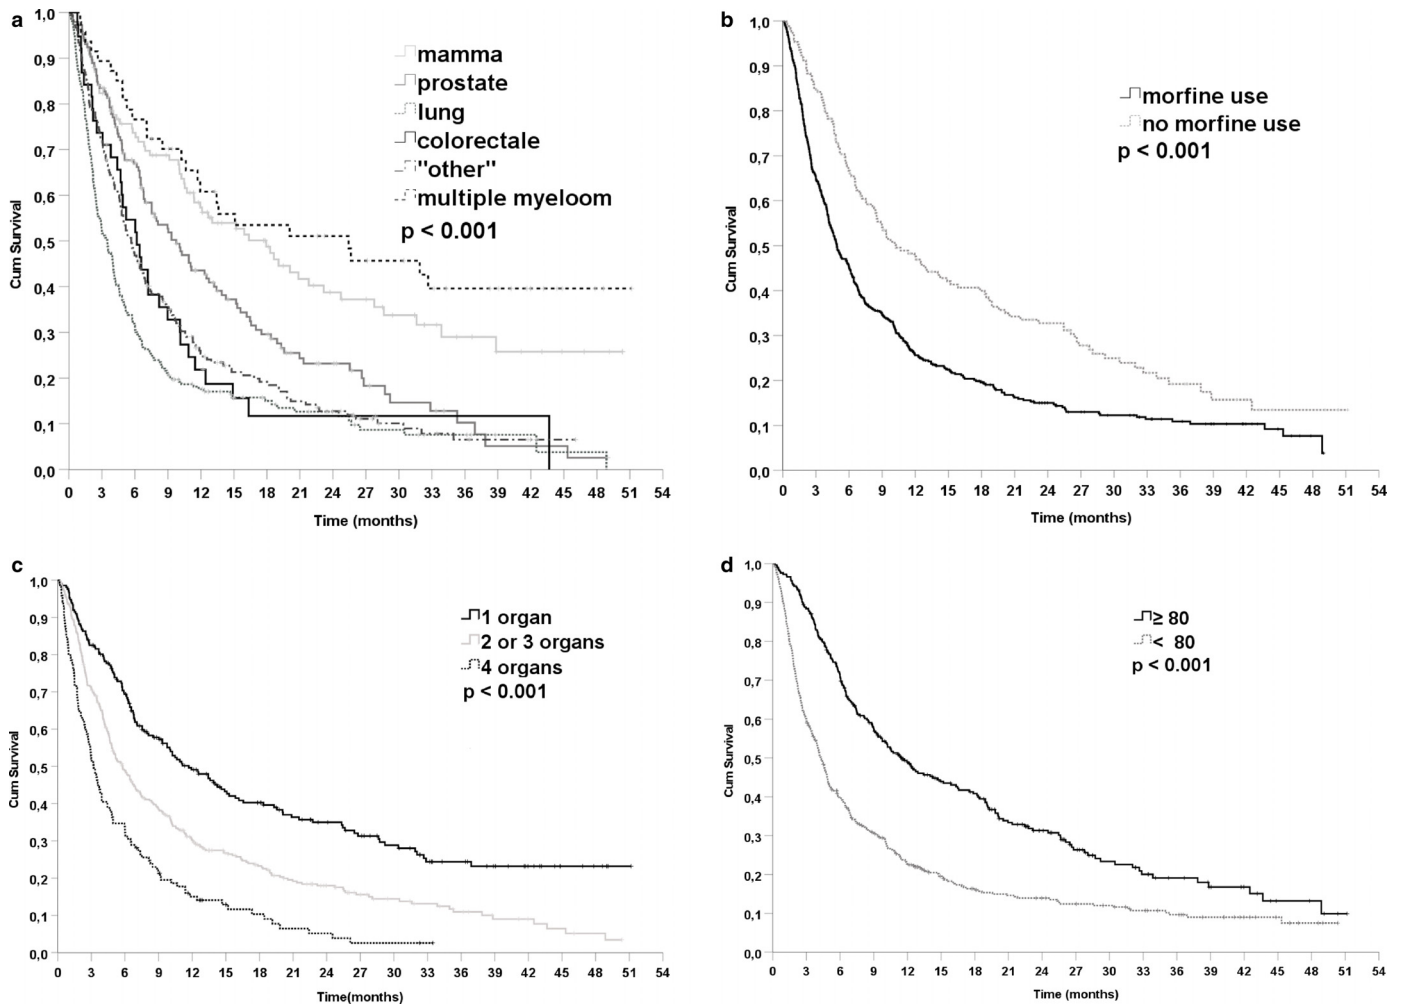 a
1,0
0,9
0,8
0,7
0,6
0,5
0,4
0,3
0,2
0,1
0,0
Cum Survival
mamma
prostate
lung
colorectale
"other"
multiple myeloom
p < 0.001
0 3 6 9 12 15 18 21 24 27 30 33 36 39 42 45 48 51 54
Time (months)
b
1,0
0,9
0,8
0,7
0,6
0,5
0,4
0,3
0,2
0,1
0,0
Cum Survival
morfine use
no morfine use
p < 0.001
0 3 6 9 12 15 18 21 24 27 30 33 36 39 42 45 48 51 54
Time (months)
c
1,0
0,9
0,8
0,7
0,6
0,5
0,4
0,3
0,2
0,1
0,0
Cum Survival
1 organ
2 or 3 organs
4 organs
p < 0.001
0 3 6 9 12 15 18 21 24 27 30 33 36 39 42 45 48 51 54
Time(months)
d
1,0
0,9
0,8
0,7
0,6
0,5
0,4
0,3
0,2
0,1
0,0
Cum Survival
≥ 80
< 80
p < 0.001
0 3 6 9 12 15 18 21 24 27 30 33 36 39 42 45 48 51 54
Time (months)